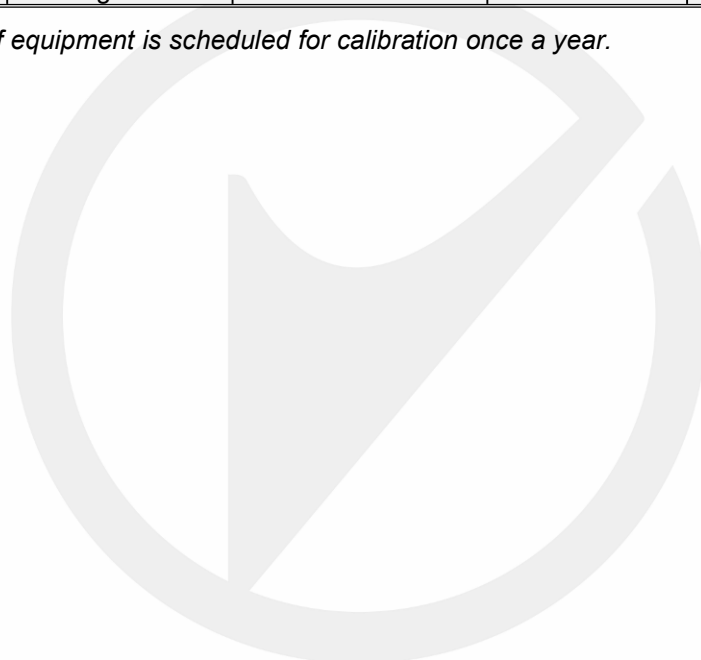 equipment is scheduled for calibration once a year.